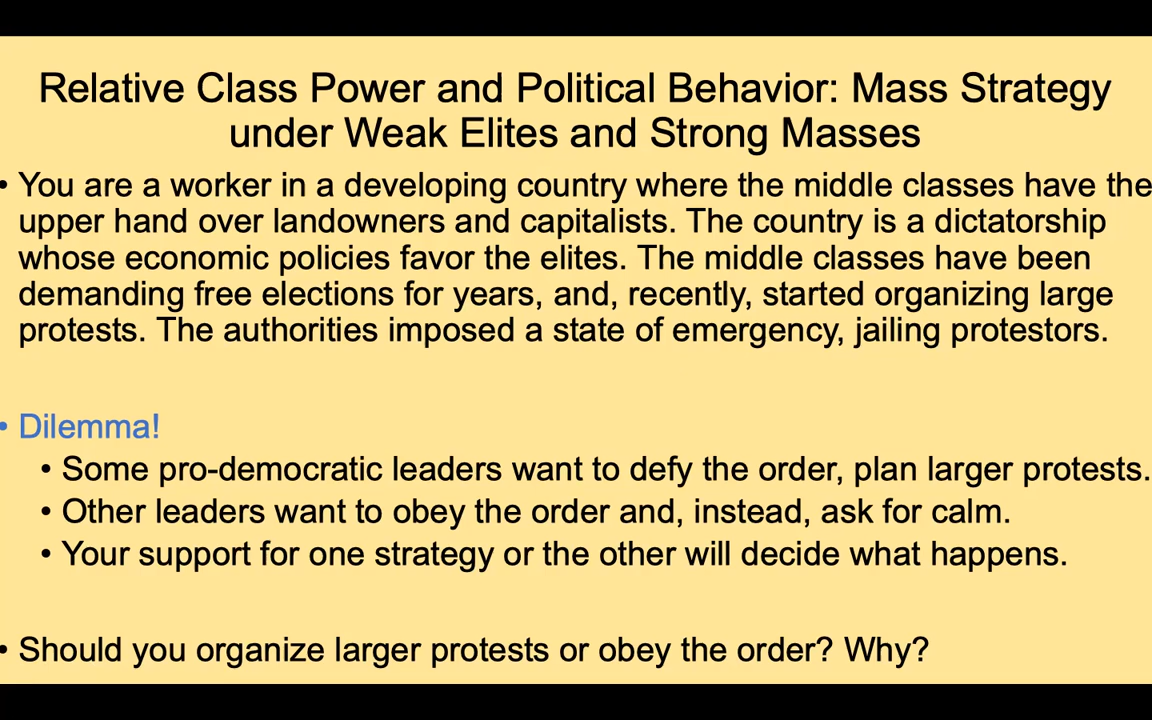 Relative Class Power and Political Behavior: Mass Strategy
under Weak Elites and Strong Masses
• You are a worker in a developing country where the middle classes have the
upper hand over landowners and capitalists. The country is a dictatorship
whose economic policies favor the elites. The middle classes have been
demanding free elections for years, and, recently, started organizing large
protests. The authorities imposed a state of emergency, jailing protestors.
• Dilemma!
• Some pro-democratic leaders want to defy the order, plan larger protests.
• Other leaders want to obey the order and, instead, ask for calm.
• Your support for one strategy or the other will decide what happens.
• Should you organize larger protests or obey the order? Why?